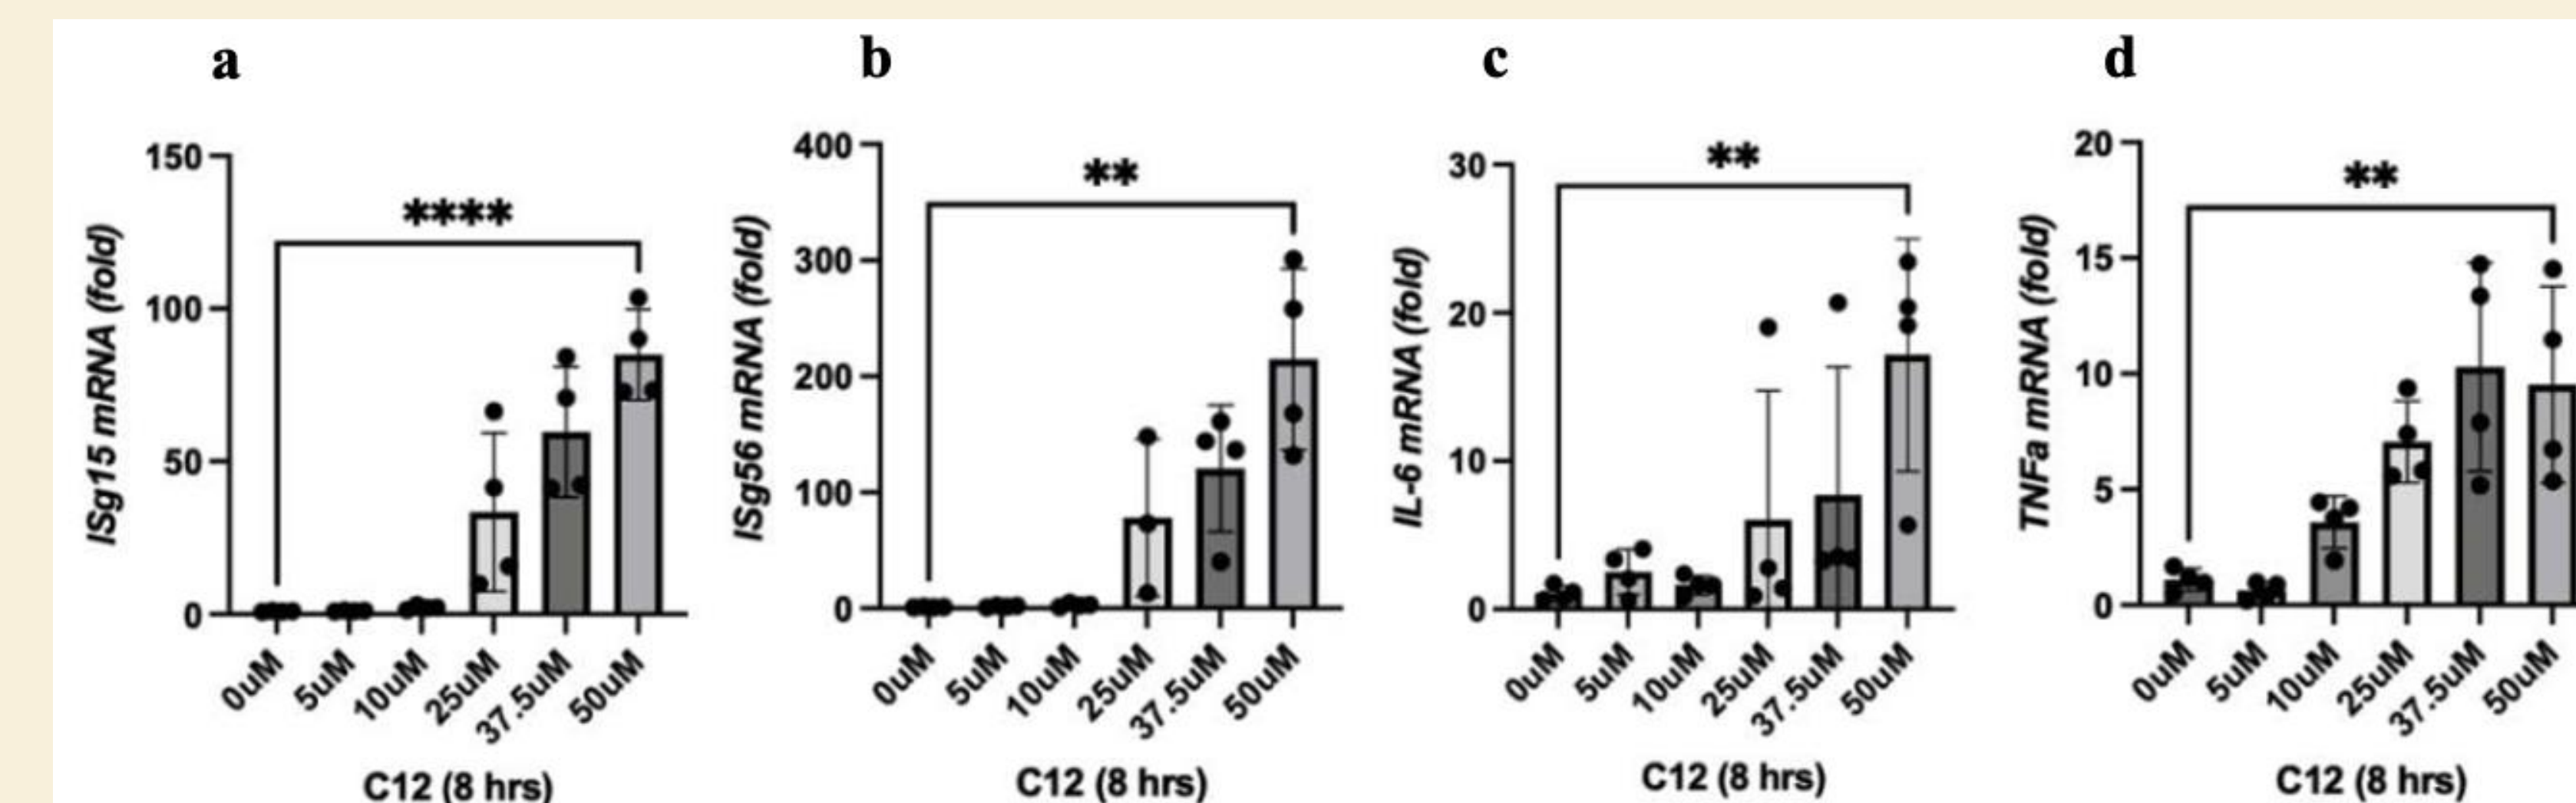 a
ISg15 mRNA (fold)
150
100
50
0
****
0uM
5uM
10uM
25uM
37.5uM
50uM
C12 (8 hrs)
b
ISg56 mRNA (fold)
400
300
200
100
0
**
0uM
5uM
10uM
25uM
37.5uM
50uM
C12 (8 hrs)
c
IL-6 mRNA (fold)
30
20
10
0
**
0uM
5uM
10uM
25uM
37.5uM
50uM
C12 (8 hrs)
d
TNFa mRNA (fold)
20
15
10
5
0
**
0uM
5uM
10uM
25uM
37.5uM
50uM
C12 (8 hrs)